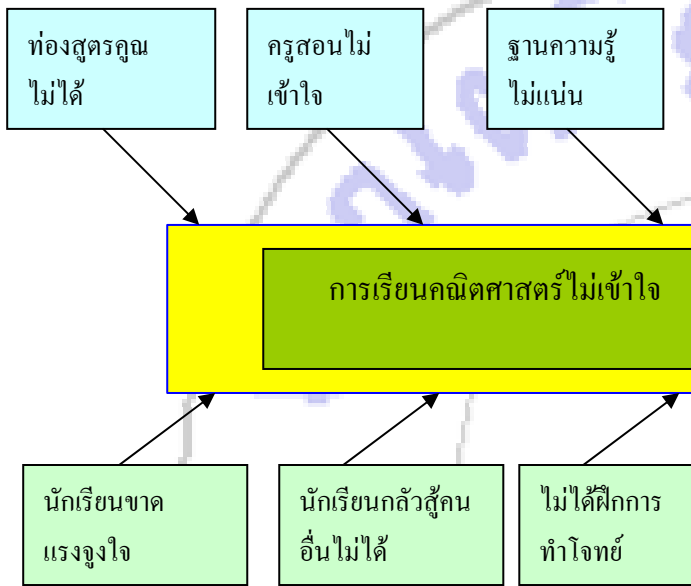 ท่องสูตรคูณ
ไม่ได้
ครูสอนไม่
เข้าใจ
ฐานความรู้
ไม่แน่น
การเรียนคณิตศาสตร์ไม่เข้าใจ
นักเรียนขาด
แรงจูงใจ
นักเรียนกลัวสู้คน
อื่นไม่ได้
ไม่ได้ฝึกการ
ทำโจทย์